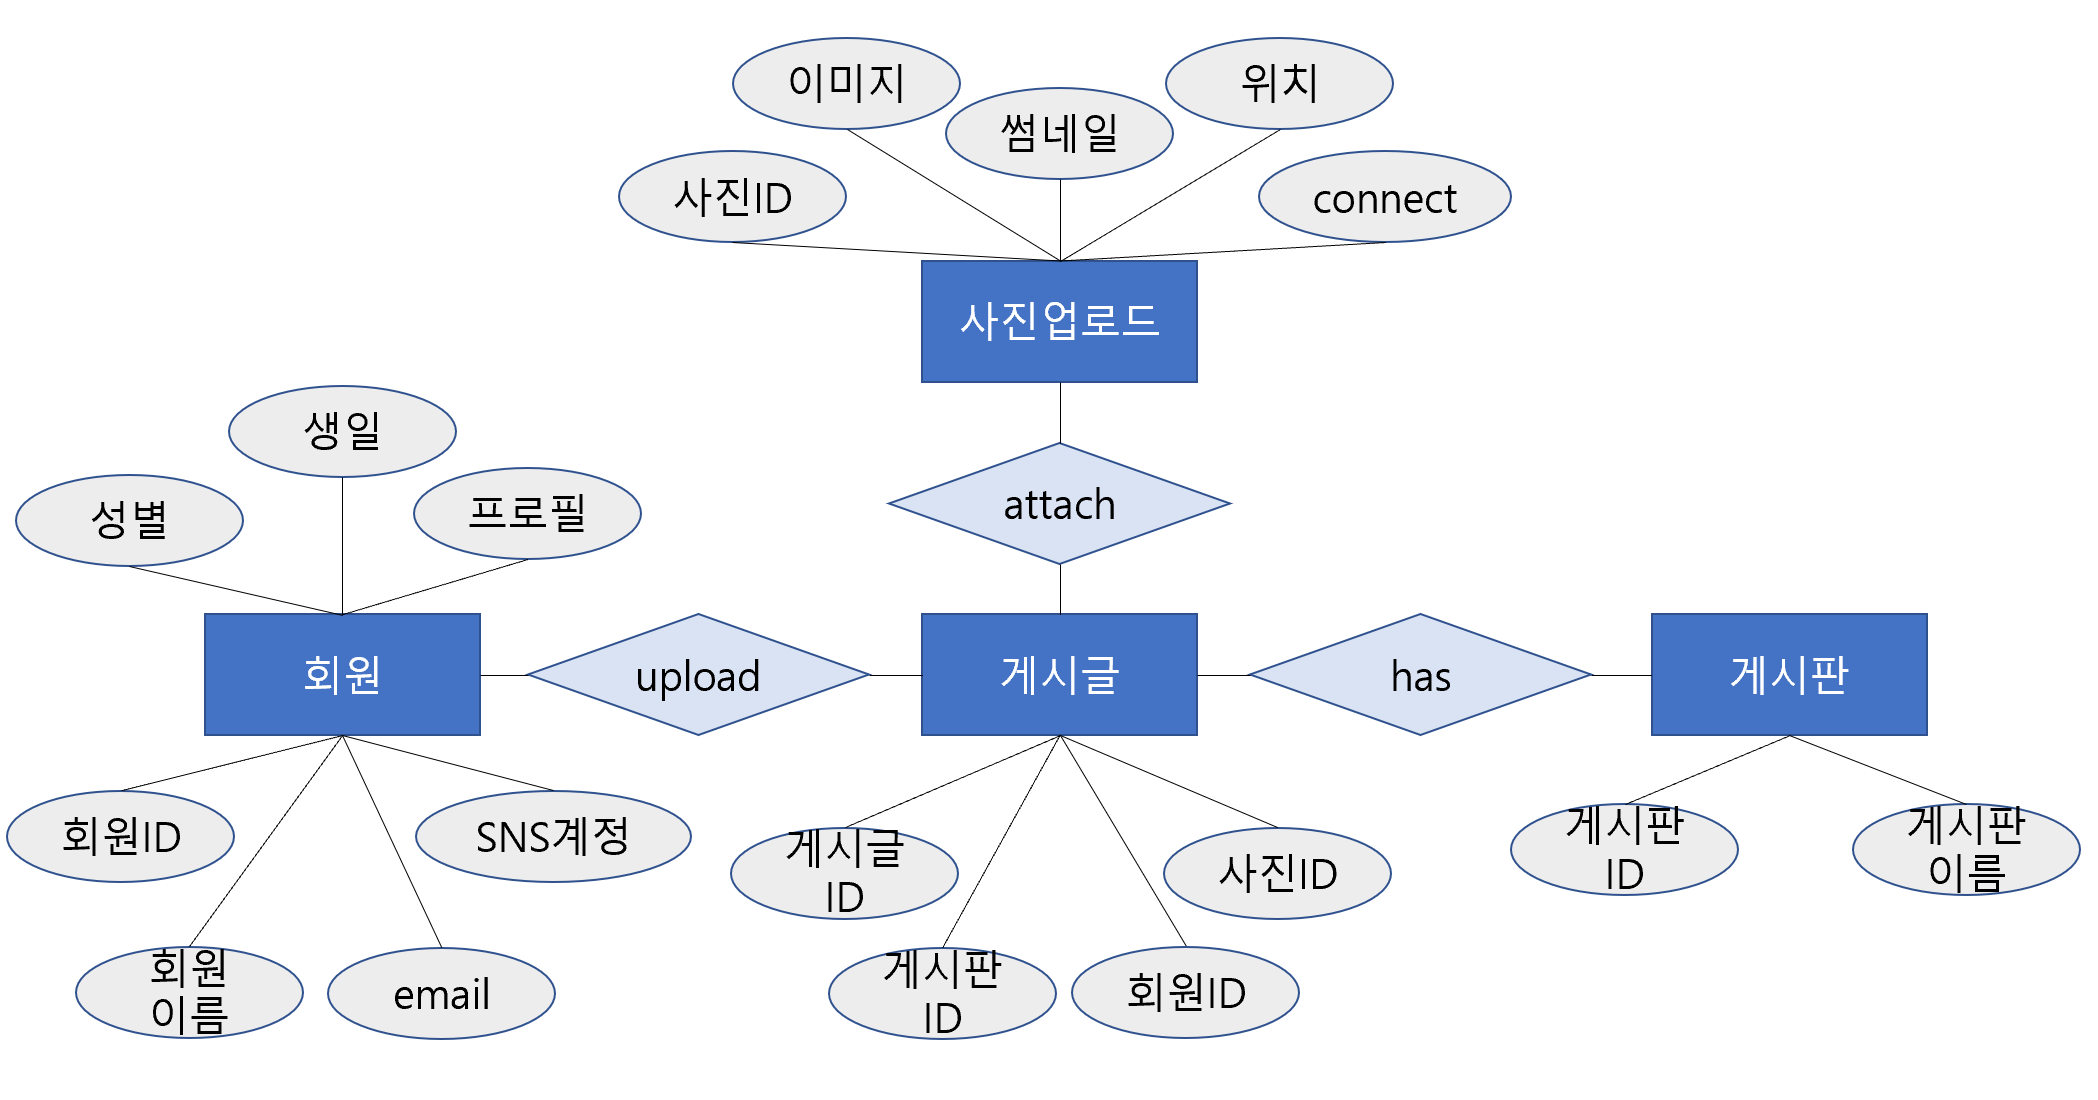 이미지
위치
썸네일
사진ID
connect
사진업로드
생일
성별
프로필
attach
회원
upload
게시글
has
게시판
회원ID
SNS계정
게시글
ID
사진ID
게시판
ID
게시판
이름
회원
이름
email
게시판
ID
회원ID